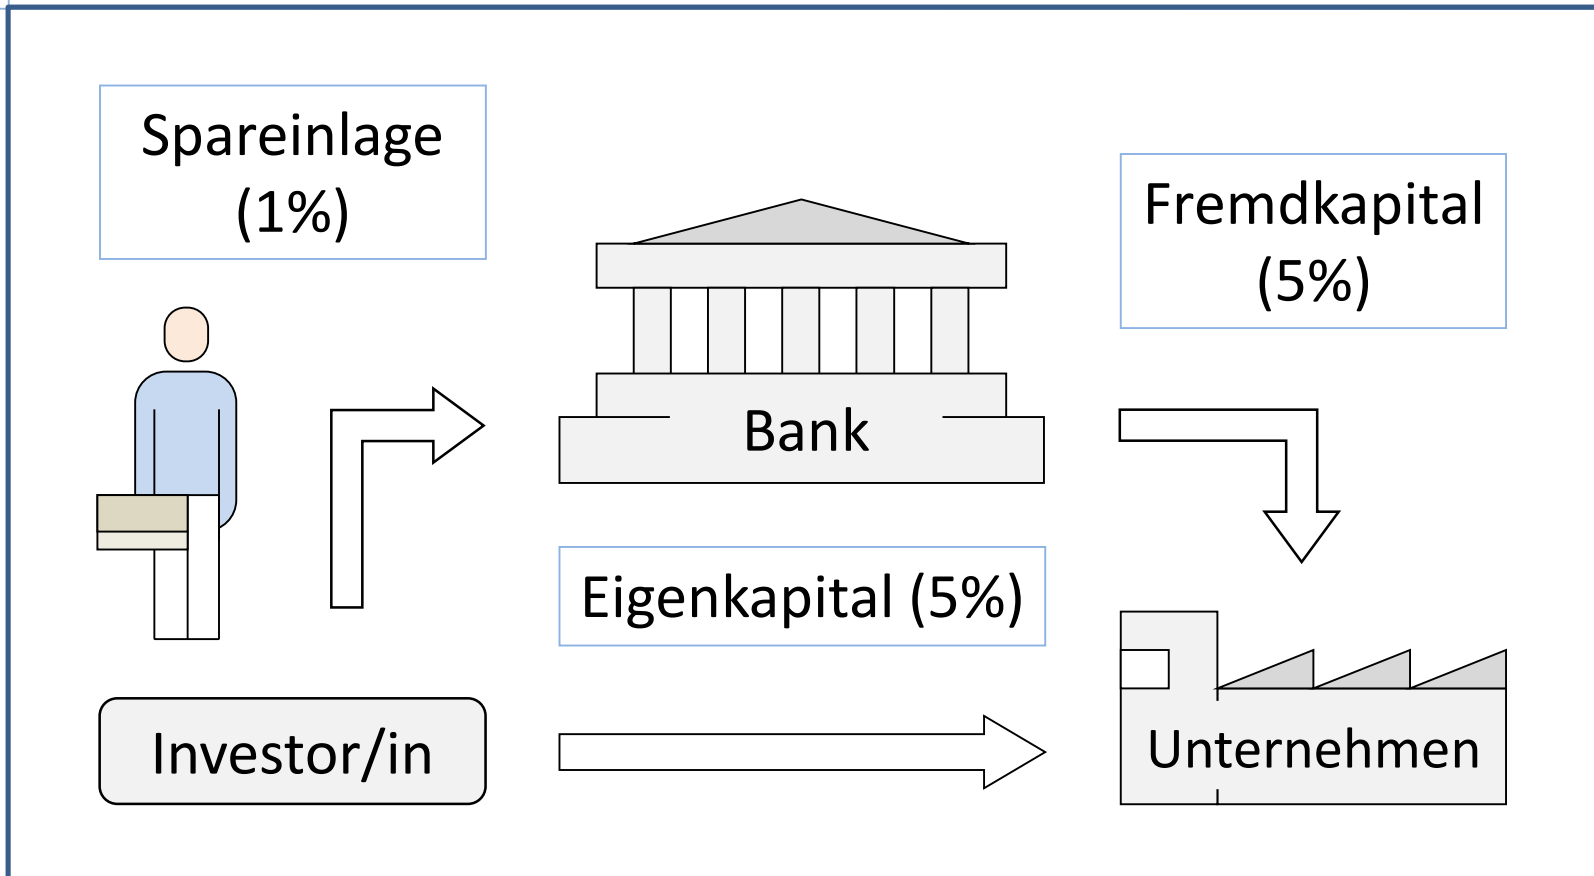 Spareinlage
(1%)
Fremdkapital
(5%)
Bank
Eigenkapital (5%)
Investor/in
Unternehmen